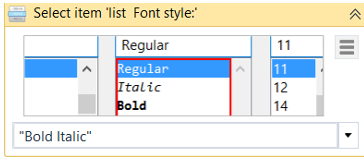 Select item 'list  Font style:'
Regular 11
Regular 11
Italic 12
Bold 14
"Bold Italic"